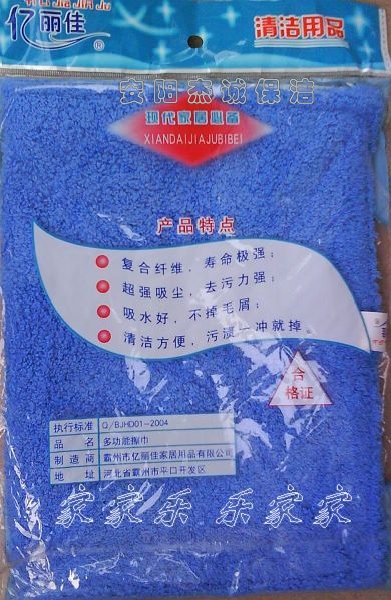 亿丽佳®
清洁用品
安阳杰诚保洁
现代家居必备
XIANDAIJIAJUBIBEI
产品特点
复合纤维，寿命极强；
超强吸尘，去污力强；
吸水好，不掉毛屑；
清洁方便，污渍一冲就掉。
合
格证
执行标准 Q/BJHD01-2004
品名 多功能擦巾
制造商 霸州市亿丽佳家居用品有限公司
地址 河北省霸州市平口开发区
家家乐 乐家家